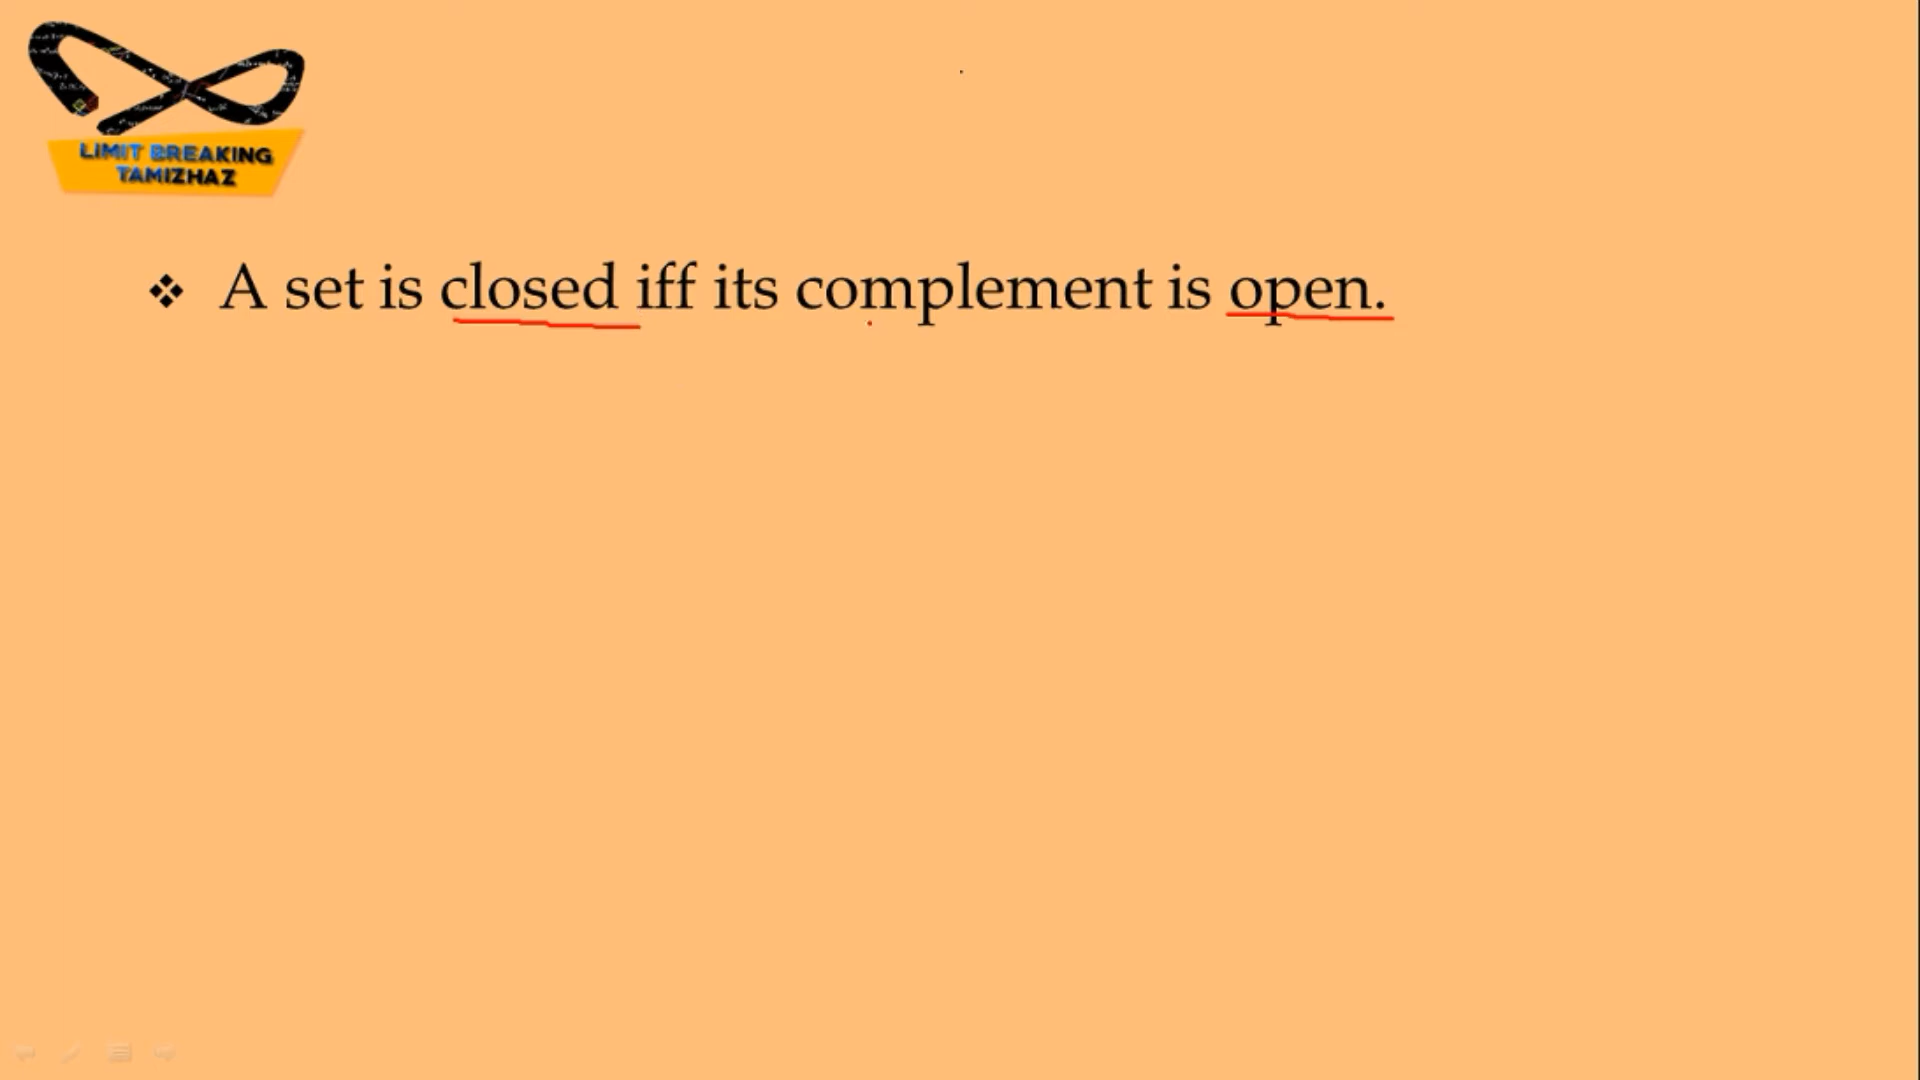 LIMIT BREAKING
TAMIZHAZ
❖ A set is closed iff its complement is open.